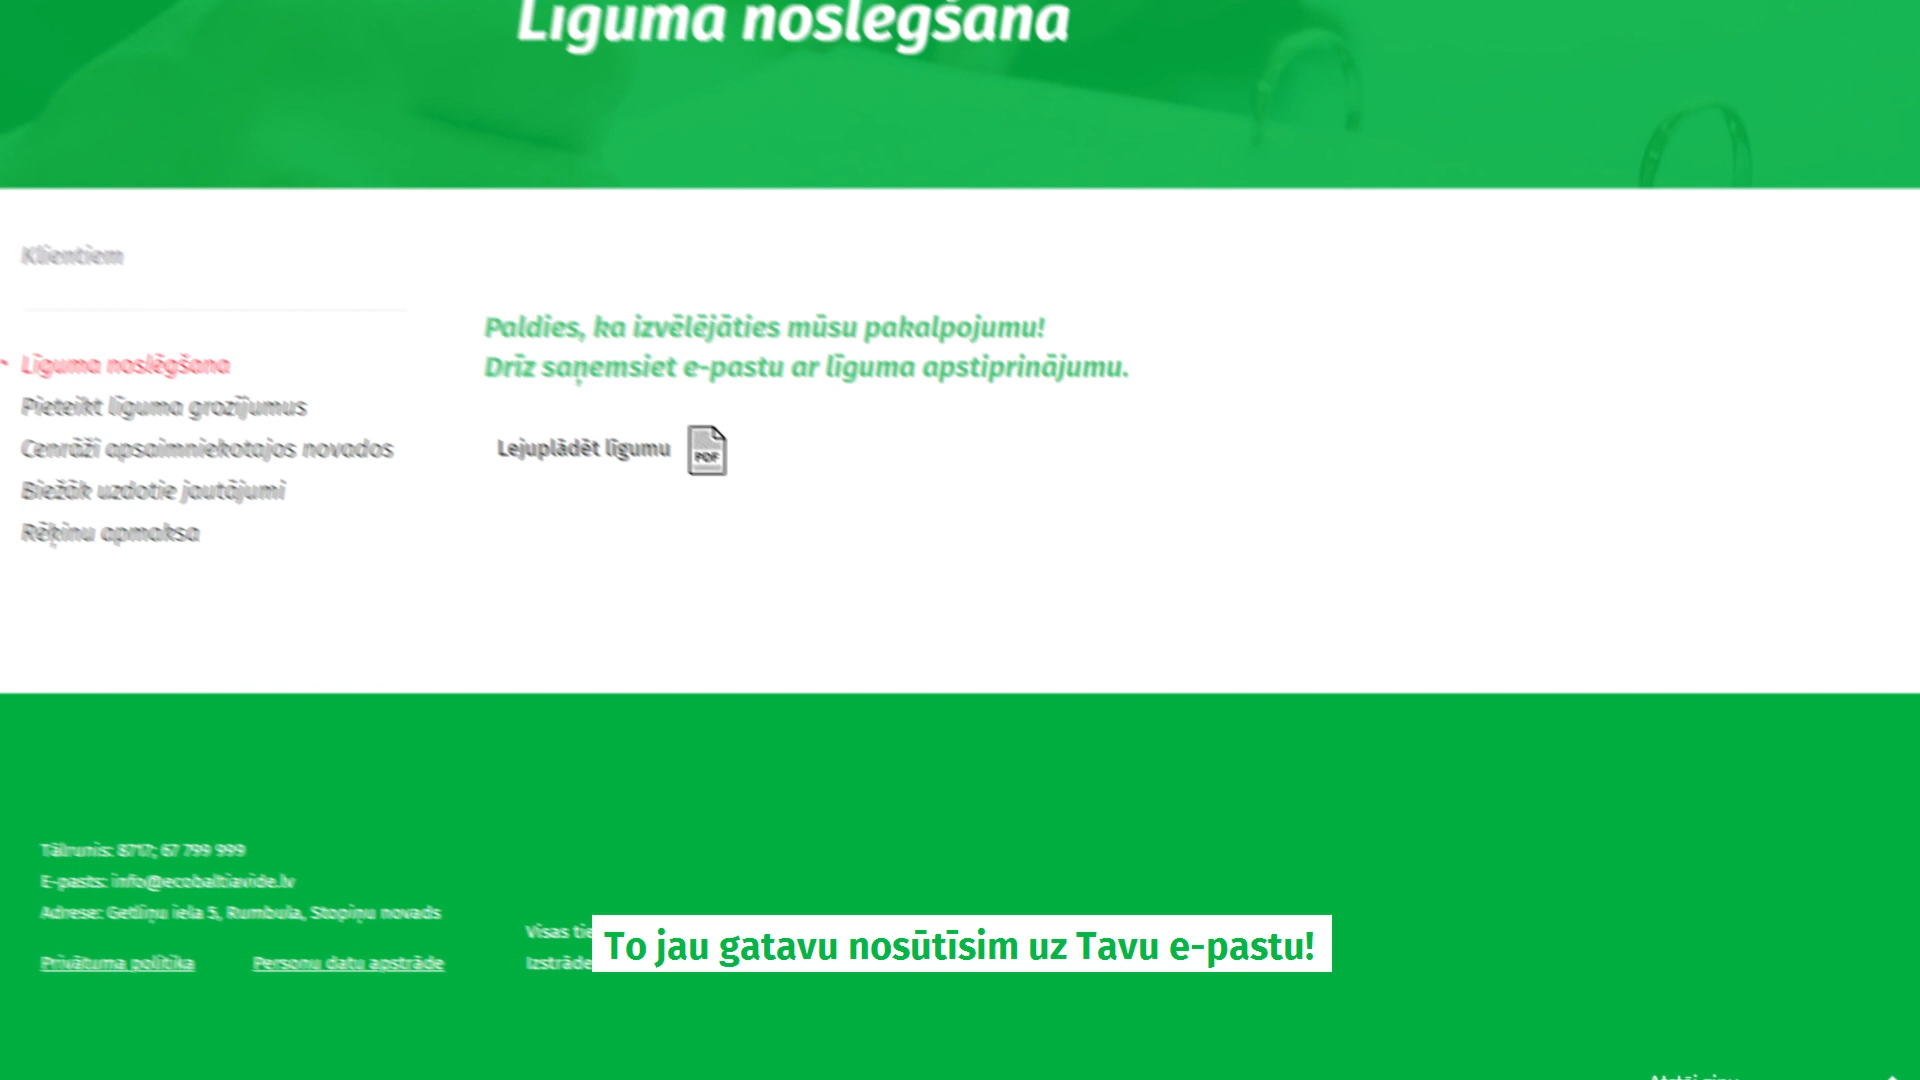 Līguma noslēgšana
Klientiem
Līguma noslēgšana
Pieteikt līguma grozījumus
Cenrāži apsaimniekotajos novados
Biežāk uzdotie jautājumi
Rēķinu apmaksa
Paldies, ka izvēlējāties mūsu pakalpojumu!
Drīz saņemsiet e-pastu ar līguma apstiprinājumu.
Lejuplādēt līgumu
PDF
Tālrunis: 8717; 67 799 999
E-pasts: info@ecobaltiavide.lv
Adrese: Getliņu iela 5, Rumbula, Stopiņu novads
Privātuma politika
Personu datu apstrāde
Visas
To jau gatavu nosūtīsim uz Tavu e-pastu!